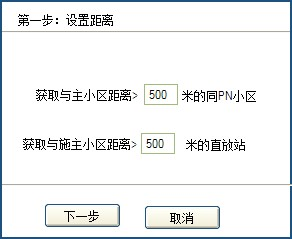 第一步：设置距离
获取与主小区距离> 500 米的同PN小区
获取与施主小区距离> 500 米的直放站
下一步 取消